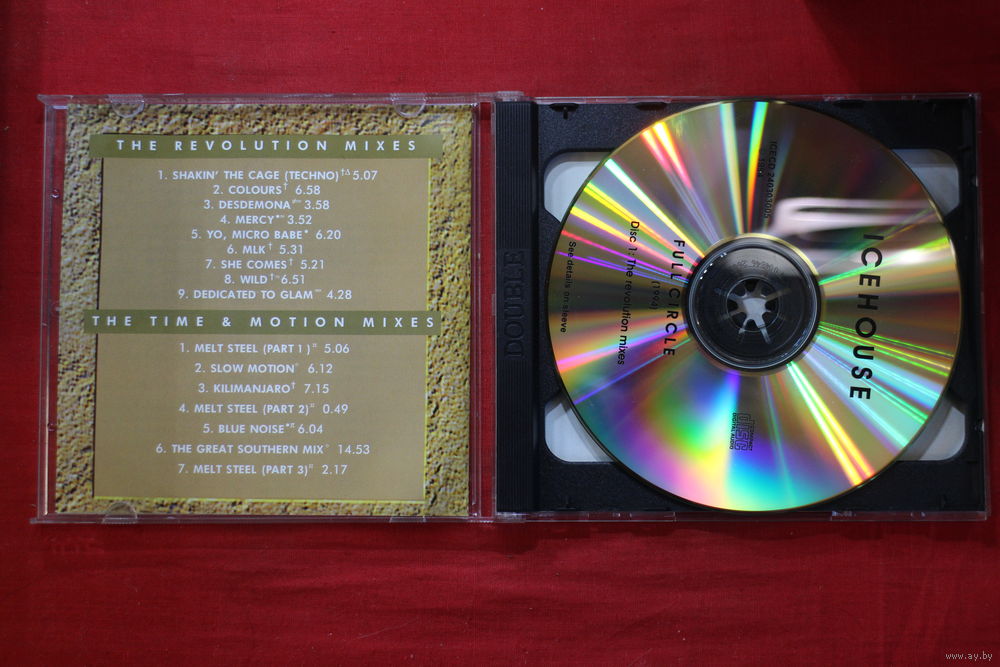 THE REVOLUTION MIXES
1. SHAKIN' THE CAGE (TECHNO)†Δ 5.07
2. COLOURS† 6.58
3. DESDEMONA 3.58
4. MERCY 3.52
5. YO, MICRO BABE* 6.20
6. MLK† 5.31
7. SHE COMES† 5.21
8. WILD† 6.51
9. DEDICATED TO GLAM 4.28
THE TIME & MOTION MIXES
1. MELT STEEL (PART 1) 5.06
2. SLOW MOTION° 6.12
3. KILIMANJARO† 7.15
4. MELT STEEL (PART 2) 0.49
5. BLUE NOISE 6.04
6. THE GREAT SOUTHERN MIX° 14.53
7. MELT STEEL (PART 3) 2.17
DOUBLE
ICEHOUSE
FULL CIRCLE
(1994)
Disc 1: The revolution mixes
See details on sleeve
COMPACT
disc
DIGITAL AUDIO
www.ay.by